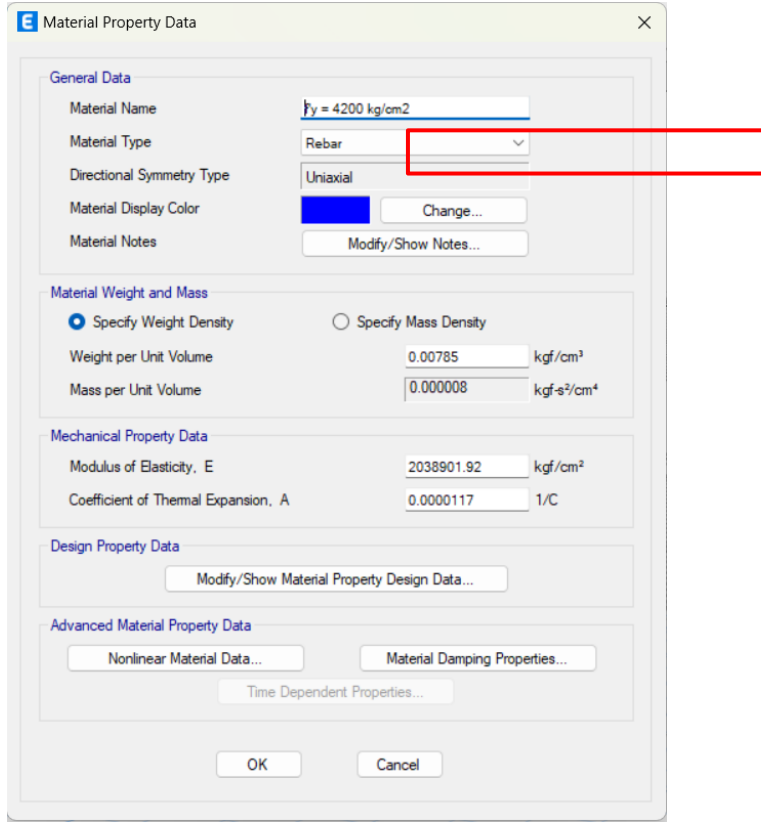 E Material Property Data
General Data
Material Name Fy = 4200 kg/cm2
Material Type Rebar
Directional Symmetry Type Uniaxial
Material Display Color Change...
Material Notes Modify/Show Notes...
Material Weight and Mass
Specify Weight Density Specify Mass Density
Weight per Unit Volume 0.00785 kgf/cm³
Mass per Unit Volume 0.000008 kgf-s²/cm⁴
Mechanical Property Data
Modulus of Elasticity, E 2038901.92 kgf/cm²
Coefficient of Thermal Expansion, A 0.0000117 1/C
Design Property Data
Modify/Show Material Property Design Data...
Advanced Material Property Data
Nonlinear Material Data... Material Damping Properties...
Time Dependent Properties...
OK Cancel